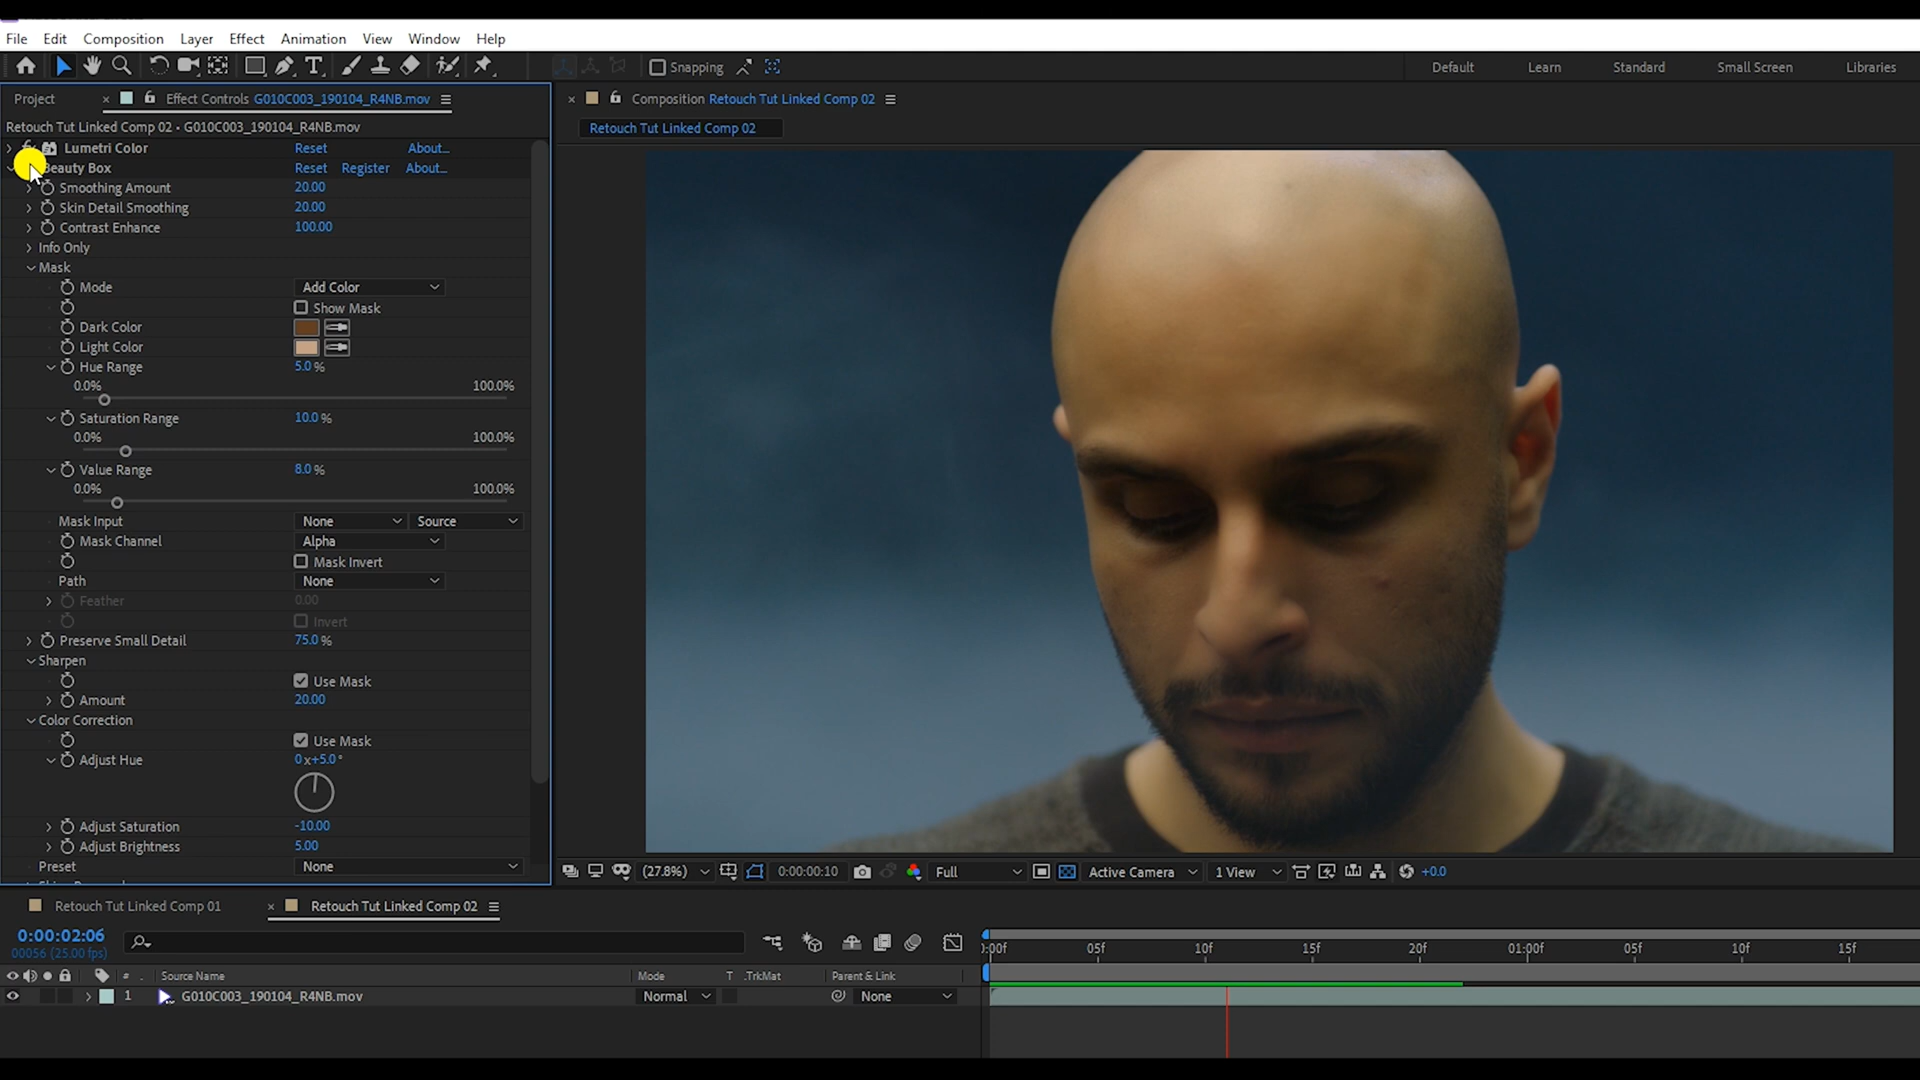 File Edit Composition Layer Effect Animation View Window Help
Snapping Default Learn Standard Small Screen Libraries
Project × Effect Controls G010C003_190104_R4NB.mov
× Composition Retouch Tut Linked Comp 02
Retouch Tut Linked Comp 02 • G010C003_190104_R4NB.mov
Retouch Tut Linked Comp 02
Lumetri Color Reset About...
Beauty Box Reset Register About...
Smoothing Amount 20.00
Skin Detail Smoothing 20.00
Contrast Enhance 100.00
Info Only
Mask
Mode Add Color
Show Mask
Dark Color
Light Color
Hue Range 5.0 %
0.0% 100.0%
Saturation Range 10.0 %
0.0% 100.0%
Value Range 8.0 %
0.0% 100.0%
Mask Input None Source
Mask Channel Alpha
Mask Invert
Path None
Feather 0.00
Invert
Preserve Small Detail 75.0 %
Sharpen
Use Mask
Amount 20.00
Color Correction
Use Mask
Adjust Hue 0 x+5.0 °
Adjust Saturation -10.00
Adjust Brightness 5.00
Preset None
(27.8%) 0:00:00:10 Full Active Camera 1 View +0.0
Retouch Tut Linked Comp 01 × Retouch Tut Linked Comp 02
0:00:02:06
00056 (25.00 fps)
:00f 05f 10f 15f 20f 01:00f 05f 10f 15f
# Source Name Mode T .TrkMat Parent & Link
1 G010C003_190104_R4NB.mov Normal None